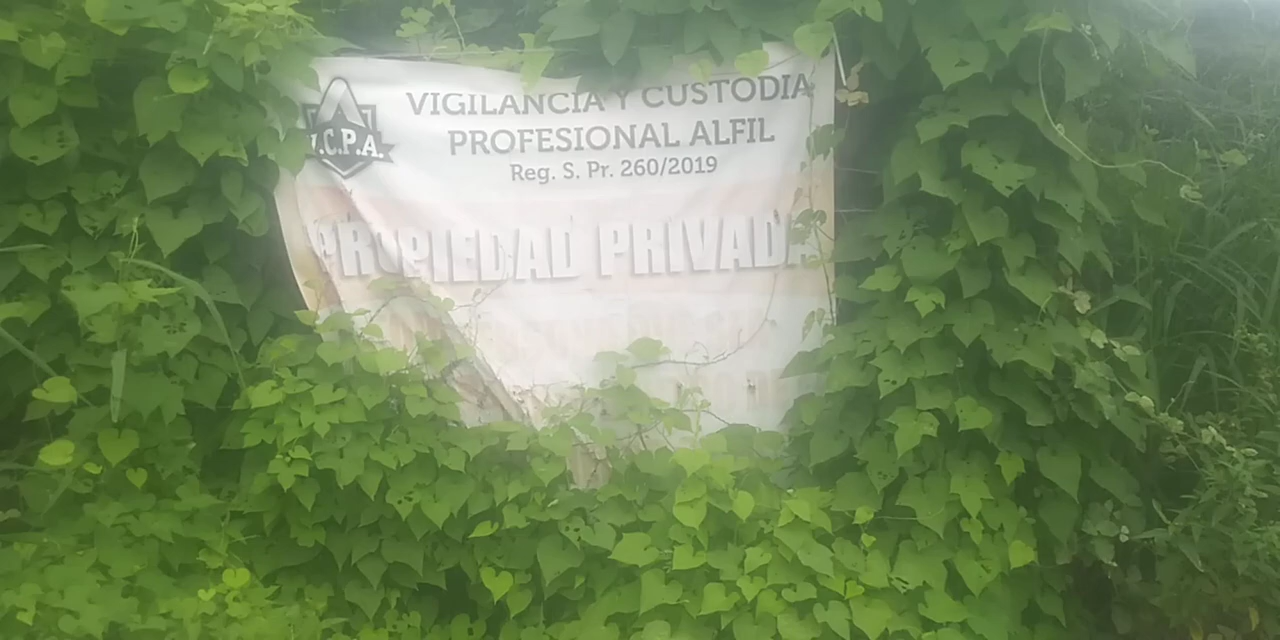 V.C.P.A.
VIGILANCIA Y CUSTODIA
PROFESIONAL ALFIL
Reg. S. Pr. 260/2019
PROPIEDAD PRIVADA